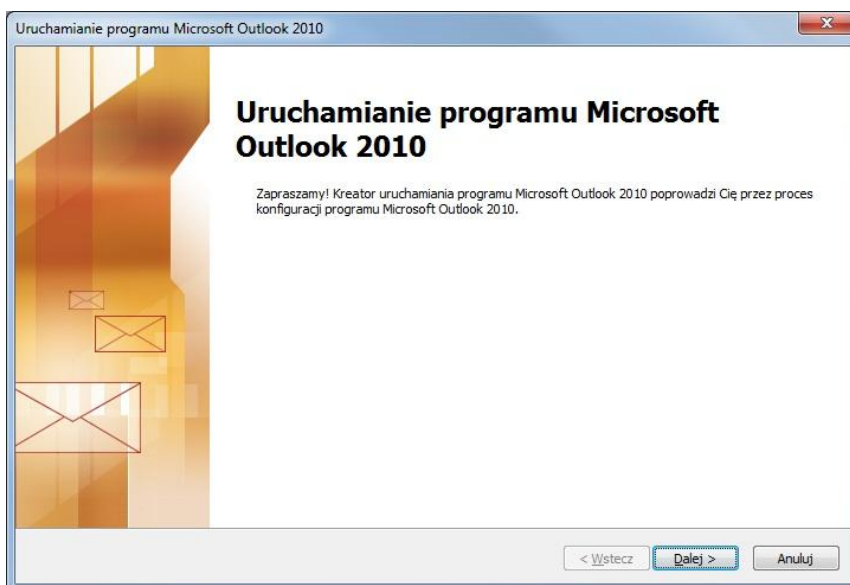 Uruchamianie programu Microsoft Outlook 2010
Uruchamianie programu Microsoft
Outlook 2010
Zapraszamy! Kreator uruchamiania programu Microsoft Outlook 2010 poprowadzi Cię przez proces
konfiguracji programu Microsoft Outlook 2010.
< Wstecz Dalej > Anuluj